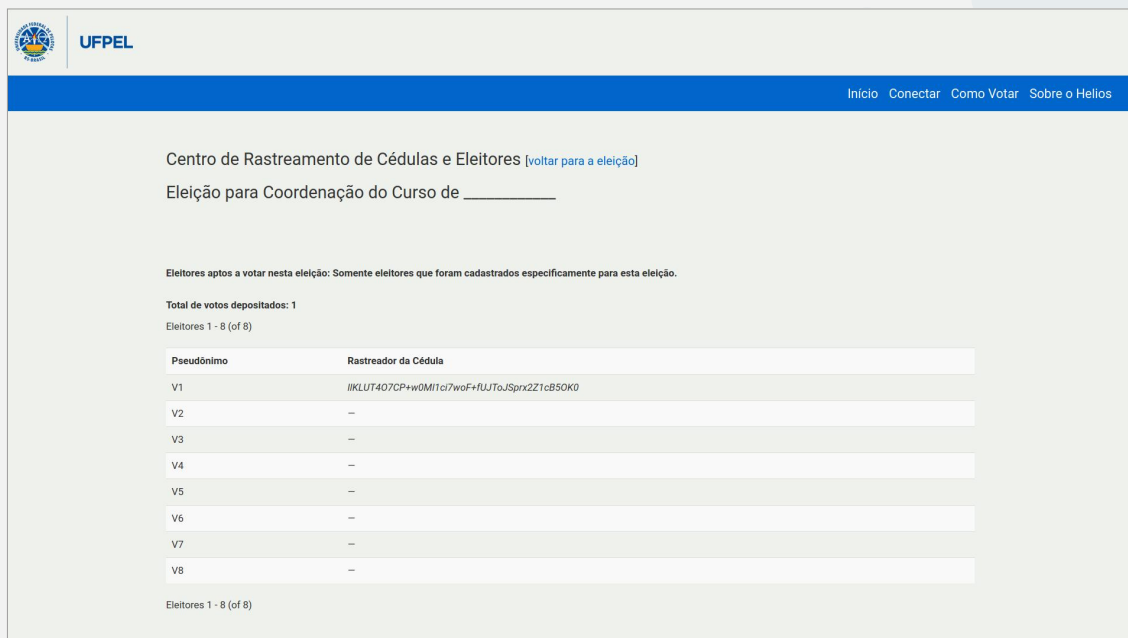 UFPEL
Início Conectar Como Votar Sobre o Helios
Centro de Rastreamento de Cédulas e Eleitores [voltar para a eleição]
Eleição para Coordenação do Curso de ____________
Eleitores aptos a votar nesta eleição: Somente eleitores que foram cadastrados especificamente para esta eleição.
Total de votos depositados: 1
Eleitores 1 - 8 (of 8)
Pseudônimo Rastreador da Cédula
V1 IIKLUT4O7CP+w0MI1ci7woF+fUJToJSprx2Z1cB5OK0
V2 —
V3 —
V4 —
V5 —
V6 —
V7 —
V8 —
Eleitores 1 - 8 (of 8)